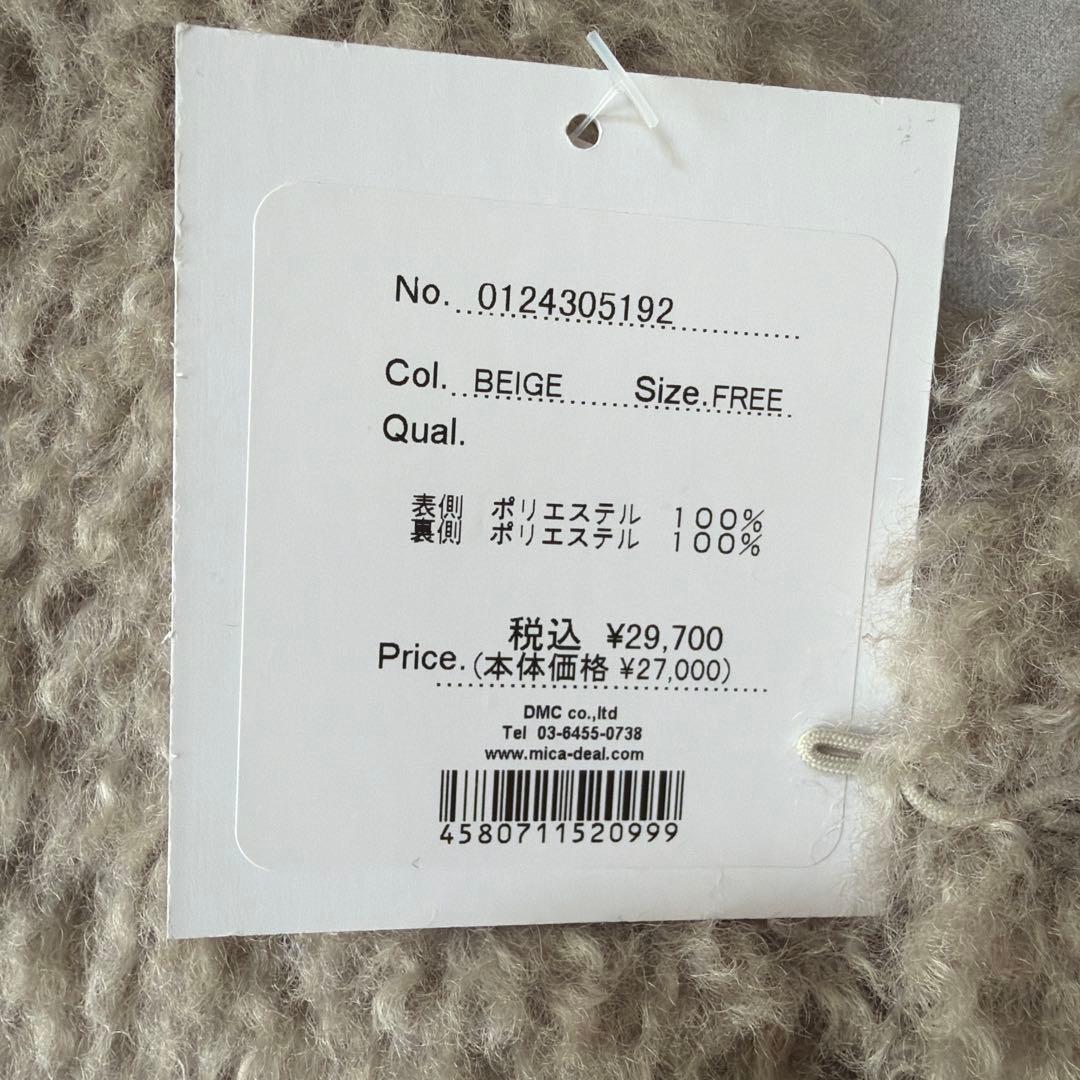 No. 0124305192
Col. BEIGE Size. FREE
Qual.
表側 ポリエステル 100%
裏側 ポリエステル 100%
税込 ¥29,700
Price. (本体価格 ¥27,000)
DMC co.,ltd
Tel 03-6455-0738
www.mica-deal.com
4580711520999